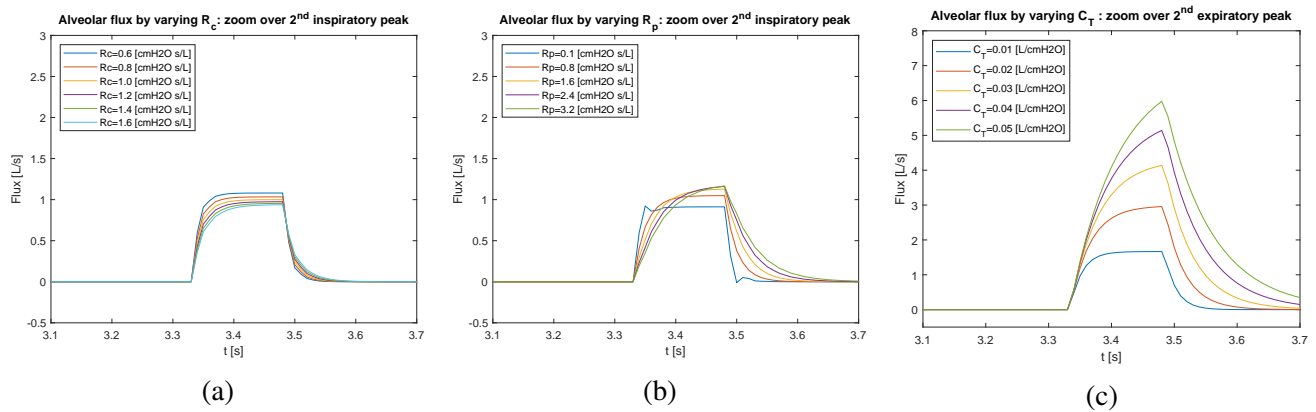 Alveolar flux by varying R_c: zoom over 2^nd inspiratory peak
3
2.5
2
1.5
1
0.5
0
-0.5
Flux [L/s]
Rc=0.6 [cmH2O s/L]
Rc=0.8 [cmH2O s/L]
Rc=1.0 [cmH2O s/L]
Rc=1.2 [cmH2O s/L]
Rc=1.4 [cmH2O s/L]
Rc=1.6 [cmH2O s/L]
3.1 3.2 3.3 3.4 3.5 3.6 3.7
t [s]
(a)
Alveolar flux by varying R_p: zoom over 2^nd inspiratory peak
3
2.5
2
1.5
1
0.5
0
-0.5
Flux [L/s]
Rp=0.1 [cmH2O s/L]
Rp=0.8 [cmH2O s/L]
Rp=1.6 [cmH2O s/L]
Rp=2.4 [cmH2O s/L]
Rp=3.2 [cmH2O s/L]
3.1 3.2 3.3 3.4 3.5 3.6 3.7
t [s]
(b)
Alveolar flux by varying C_T : zoom over 2^nd expiratory peak
8
7
6
5
4
3
2
1
0
Flux [L/s]
C_T=0.01 [L/cmH2O]
C_T=0.02 [L/cmH2O]
C_T=0.03 [L/cmH2O]
C_T=0.04 [L/cmH2O]
C_T=0.05 [L/cmH2O]
3.1 3.2 3.3 3.4 3.5 3.6 3.7
t [s]
(c)